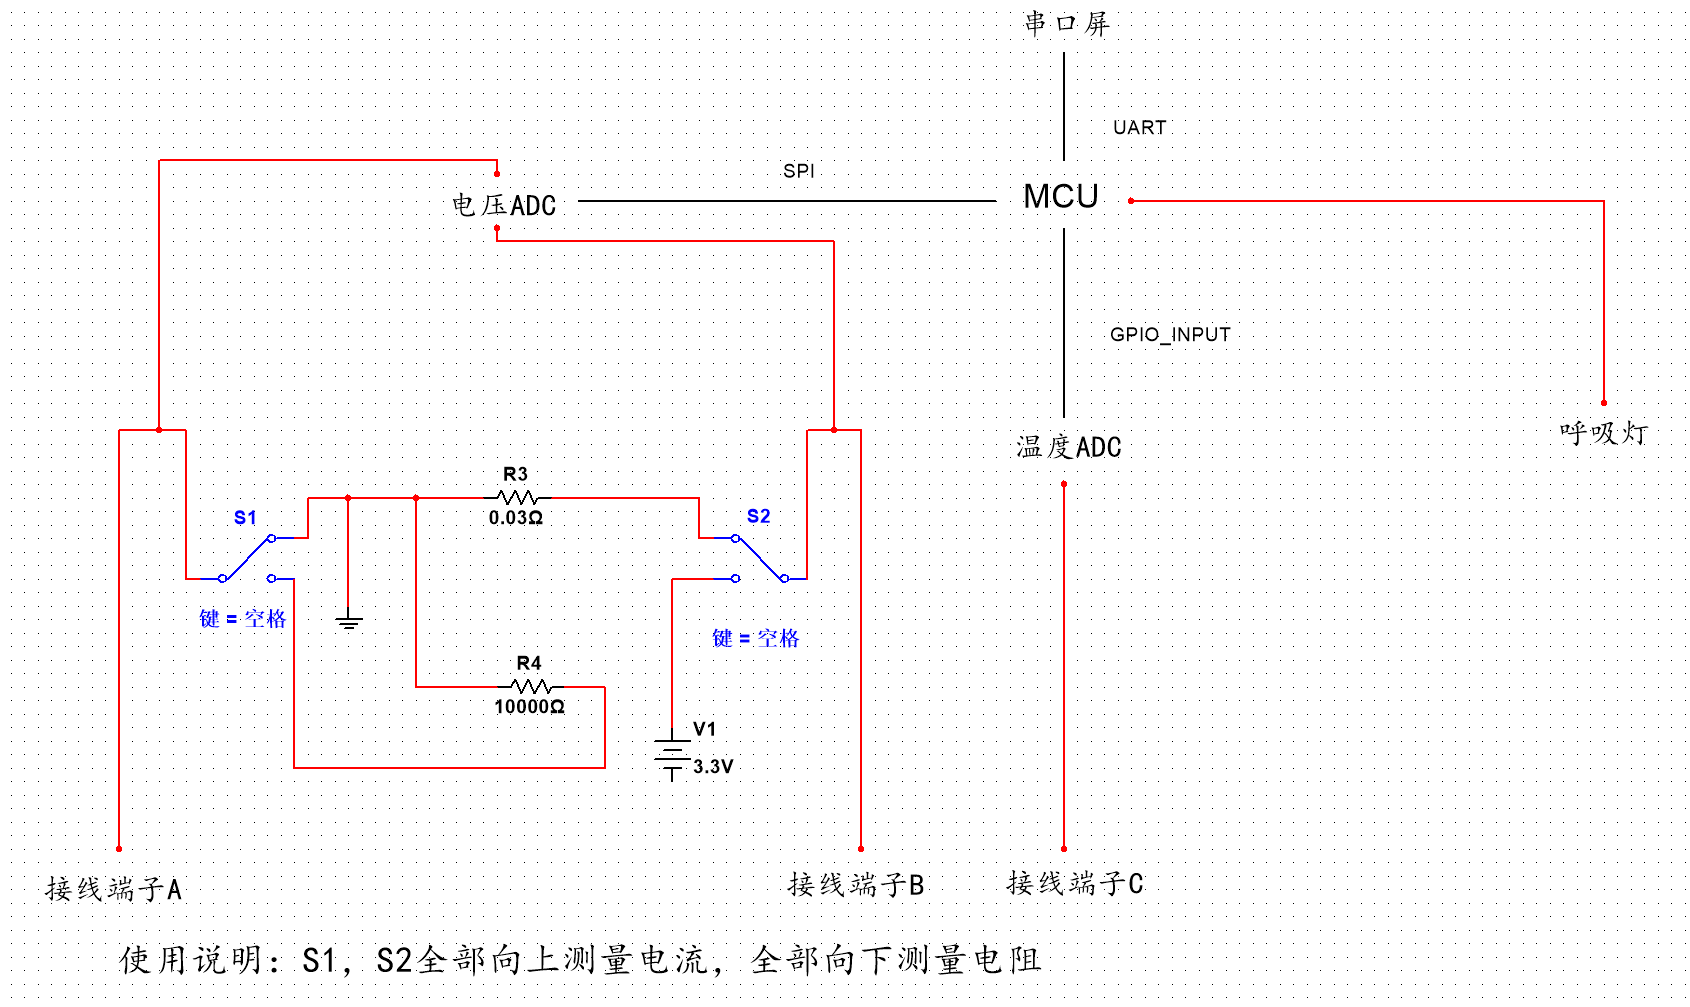 串口屏
UART
SPI
电压ADC
MCU
GPIO_INPUT
温度ADC
呼吸灯
R3
0.03Ω
S1
S2
键 = 空格
键 = 空格
R4
10000Ω
V1
3.3V
接线端子A
接线端子B
接线端子C
使用说明: S1, S2全部向上测量电流, 全部向下测量电阻